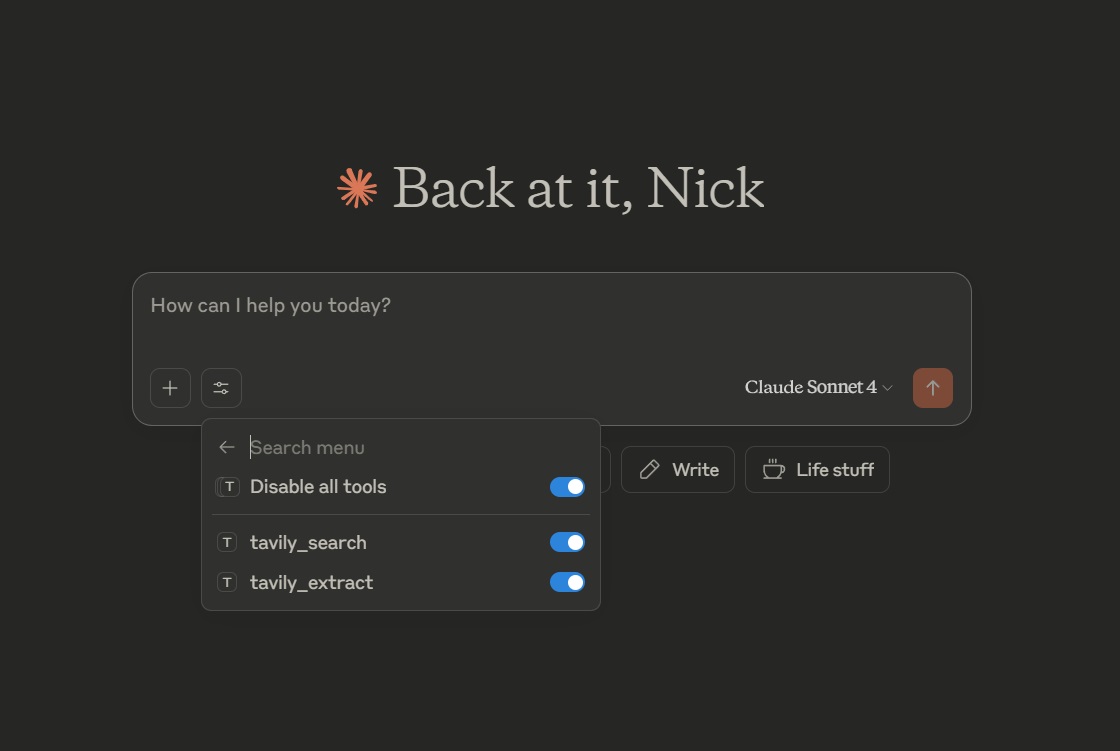 Back at it, Nick
How can I help you today?
Claude Sonnet 4
Search menu
T Disable all tools
T tavily_search
T tavily_extract
Write
Life stuff